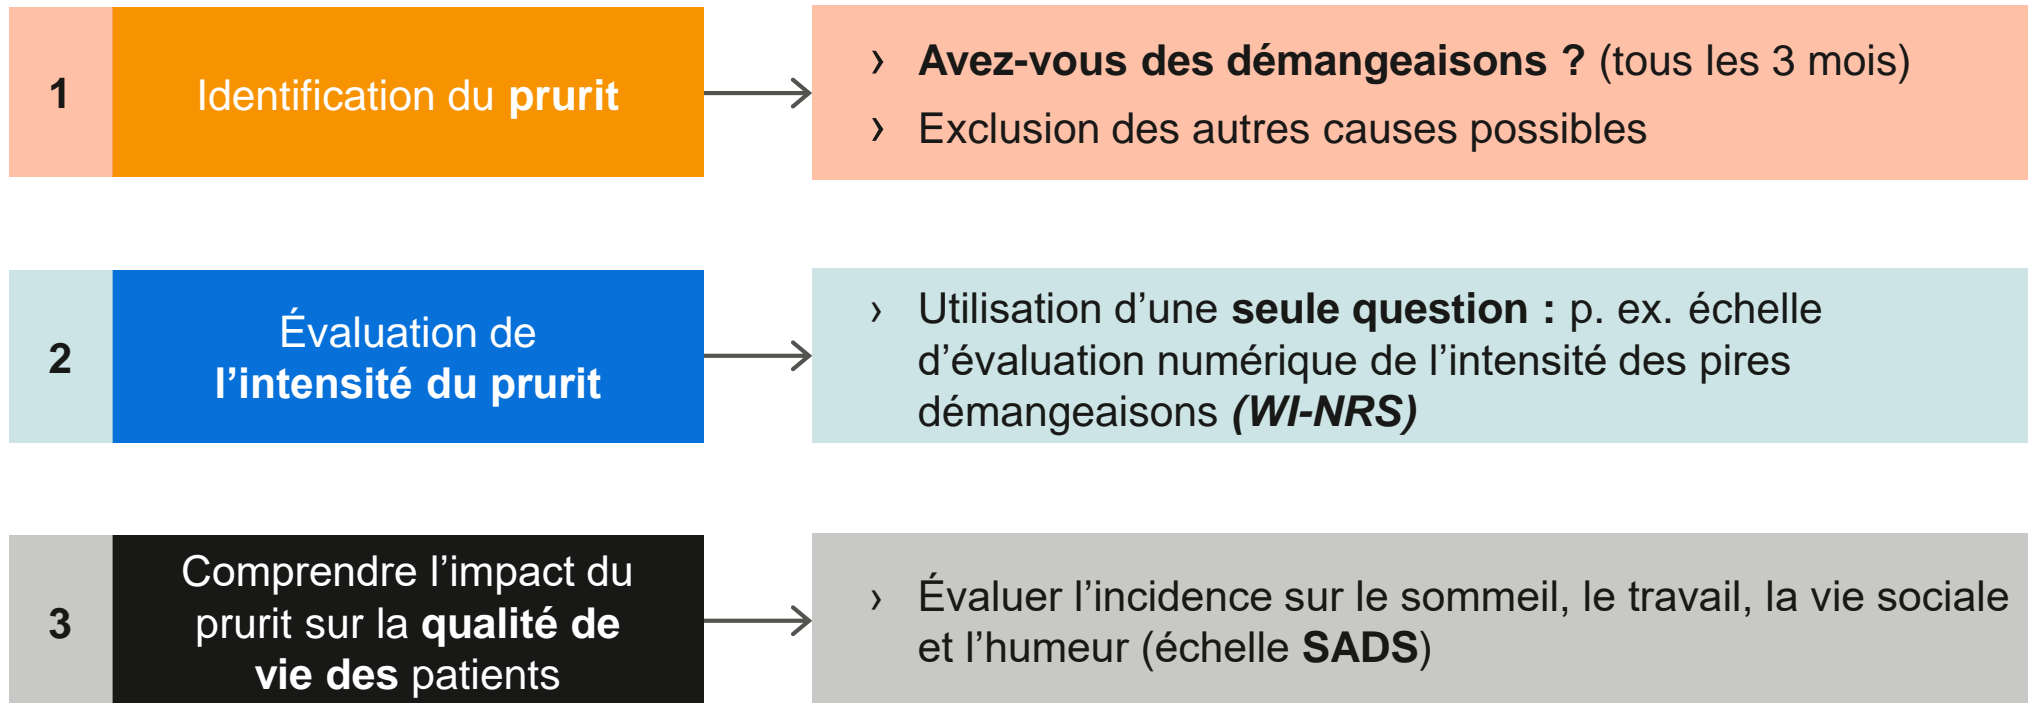 1
Identification du prurit
› Avez-vous des démangeaisons ? (tous les 3 mois)
› Exclusion des autres causes possibles
2
Évaluation de
l’intensité du prurit
› Utilisation d’une seule question : p. ex. échelle
d’évaluation numérique de l’intensité des pires
démangeaisons (WI-NRS)
3
Comprendre l’impact du
prurit sur la qualité de
vie des patients
› Évaluer l’incidence sur le sommeil, le travail, la vie sociale
et l’humeur (échelle SADS)